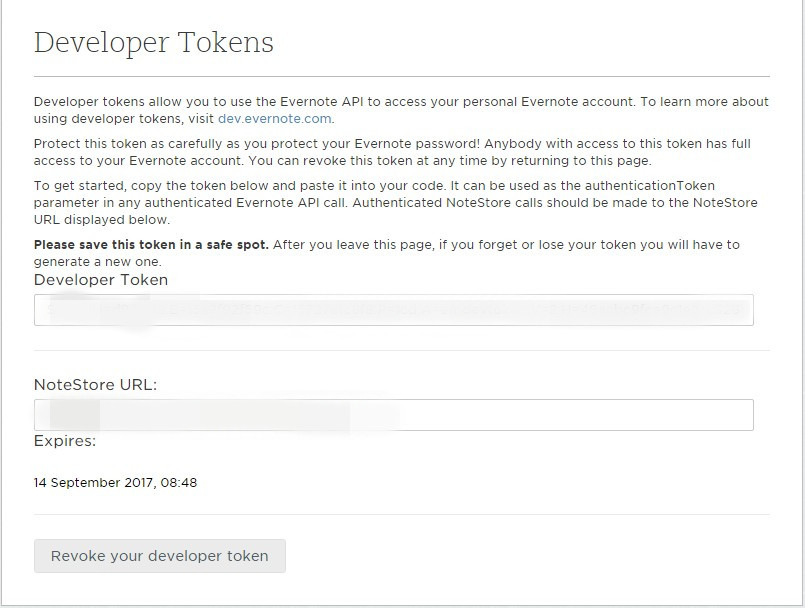 Developer Tokens
Developer tokens allow you to use the Evernote API to access your personal Evernote account. To learn more about
using developer tokens, visit dev.evernote.com.
Protect this token as carefully as you protect your Evernote password! Anybody with access to this token has full
access to your Evernote account. You can revoke this token at any time by returning to this page.
To get started, copy the token below and paste it into your code. It can be used as the authenticationToken
parameter in any authenticated Evernote API call. Authenticated NoteStore calls should be made to the NoteStore
URL displayed below.
Please save this token in a safe spot. After you leave this page, if you forget or lose your token you will have to
generate a new one.
Developer Token
NoteStore URL:
Expires:
14 September 2017, 08:48
Revoke your developer token